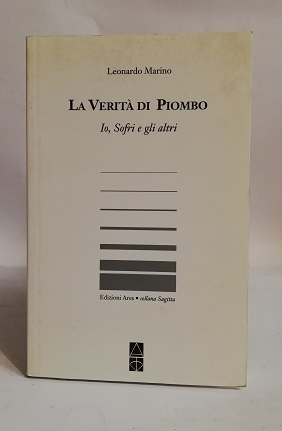 Leonardo Marino
LA VERITÀ DI PIOMBO
Io, Sofri e gli altri
Edizioni Ares • collana Sagitta